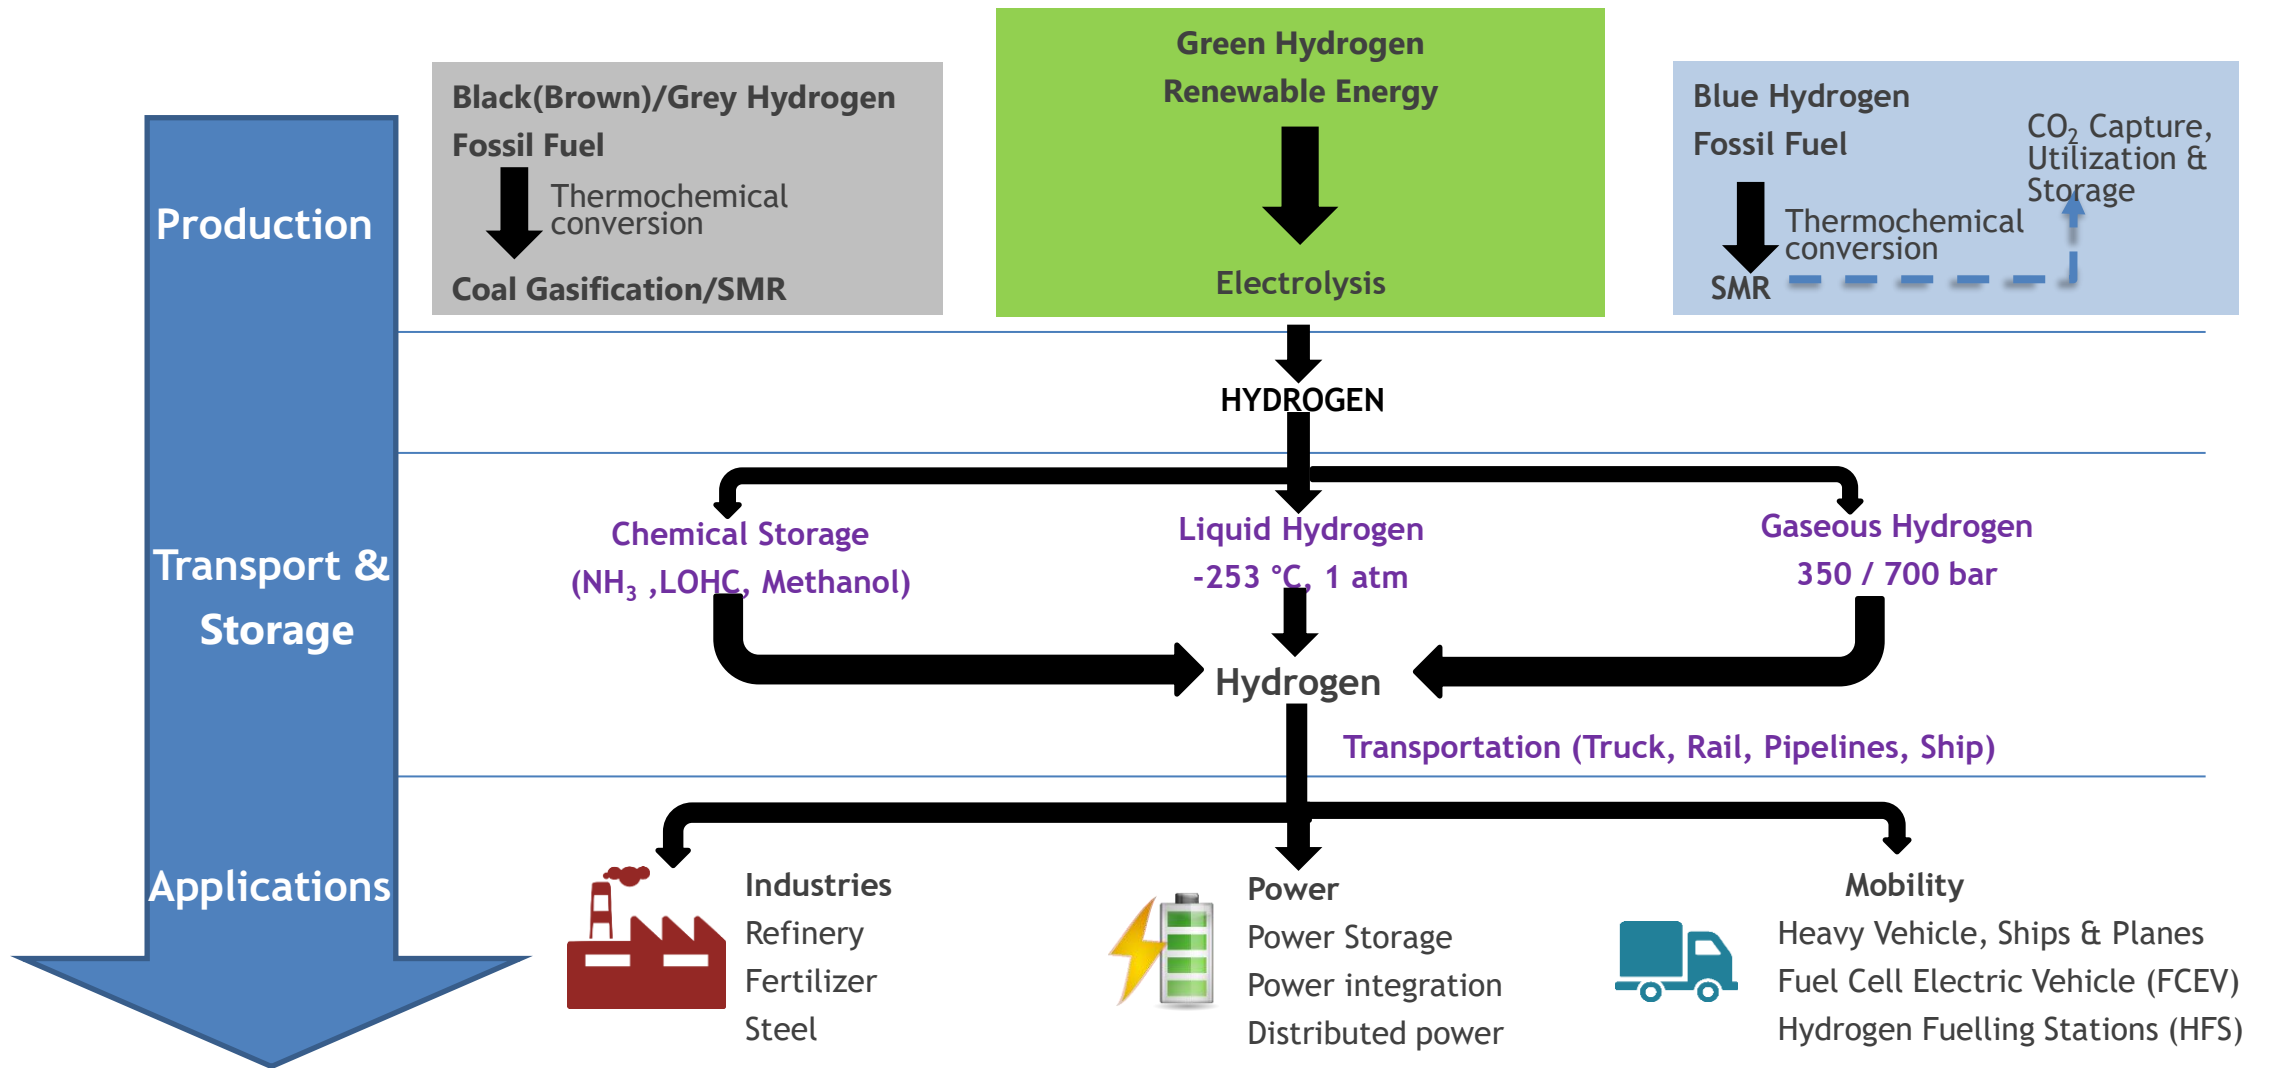 Production
Black(Brown)/Grey Hydrogen
Fossil Fuel
Thermochemical
conversion
Coal Gasification/SMR
Green Hydrogen
Renewable Energy
Electrolysis
Blue Hydrogen
Fossil Fuel
CO₂ Capture,
Utilization &
Storage
Thermochemical
conversion
SMR
HYDROGEN
Transport &
Storage
Chemical Storage
(NH₃ ,LOHC, Methanol)
Liquid Hydrogen
-253 °C, 1 atm
Gaseous Hydrogen
350 / 700 bar
Hydrogen
Transportation (Truck, Rail, Pipelines, Ship)
Applications
Industries
Refinery
Fertilizer
Steel
Power
Power Storage
Power integration
Distributed power
Mobility
Heavy Vehicle, Ships & Planes
Fuel Cell Electric Vehicle (FCEV)
Hydrogen Fuelling Stations (HFS)